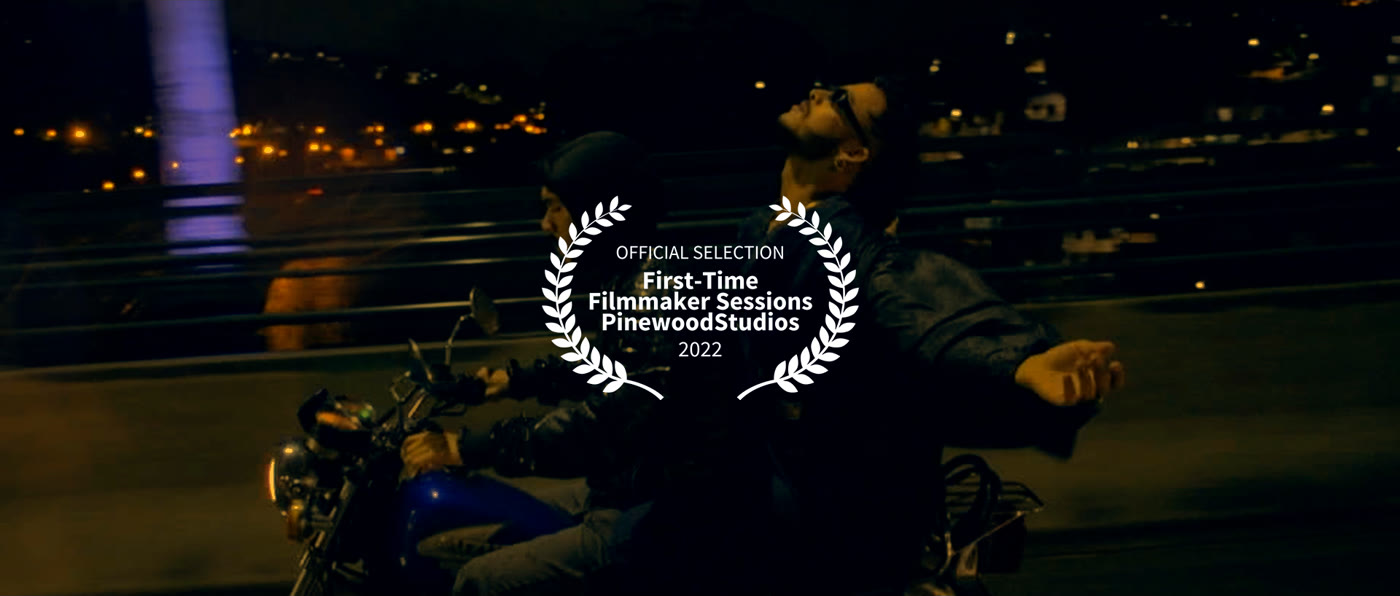 OFFICIAL SELECTION
First-Time
Filmmaker Sessions
PinewoodStudios
2022